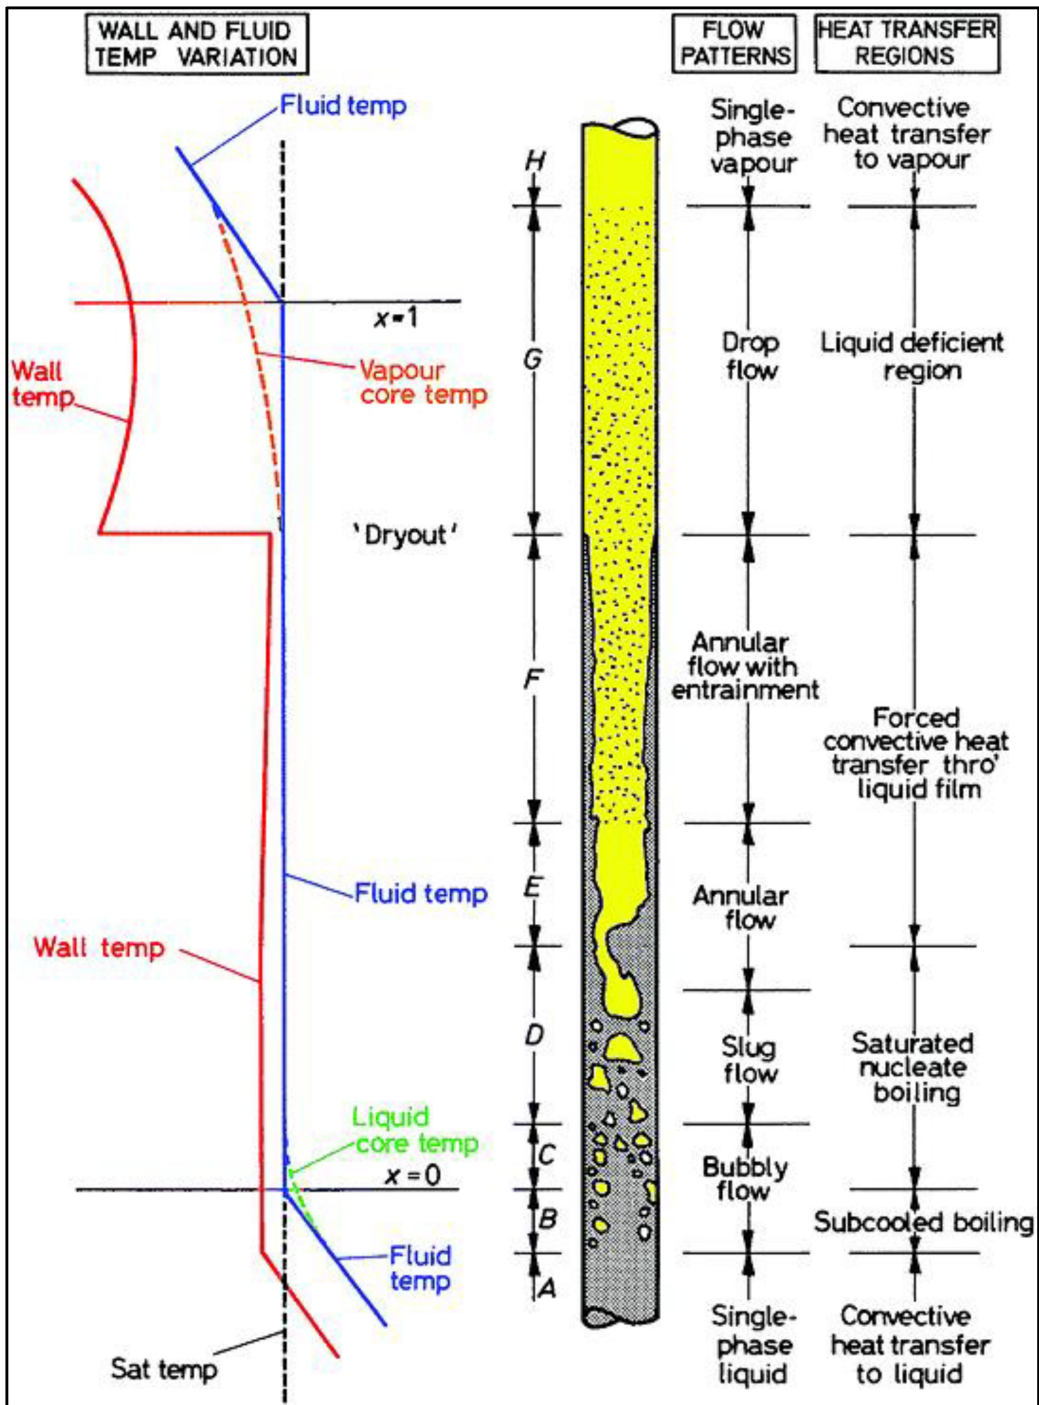 WALL AND FLUID
TEMP VARIATION
FLOW
PATTERNS
HEAT TRANSFER
REGIONS
Fluid temp
Wall
temp
x=1
Vapour
core temp
'Dryout'
Fluid temp
Wall temp
Liquid
core temp
x=0
Fluid
temp
Sat temp
H
G
F
E
D
C
B
A
Single-
phase
vapour
Drop
flow
Annular
flow with
entrainment
Annular
flow
Slug
flow
Bubbly
flow
Single-
phase
liquid
Convective
heat transfer
to vapour
Liquid deficient
region
Forced
convective heat
transfer thro'
liquid film
Saturated
nucleate
boiling
Subcooled boiling
Convective
heat transfer
to liquid